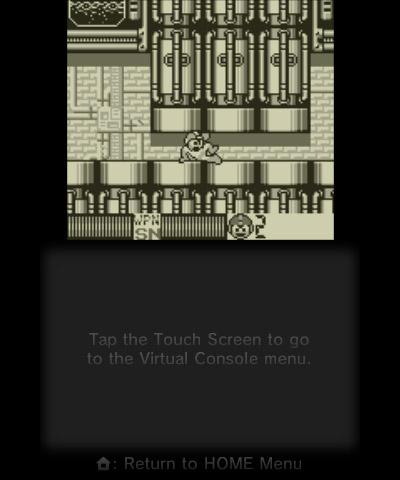 WPN
SN
2
Tap the Touch Screen to go
to the Virtual Console menu.
: Return to HOME Menu